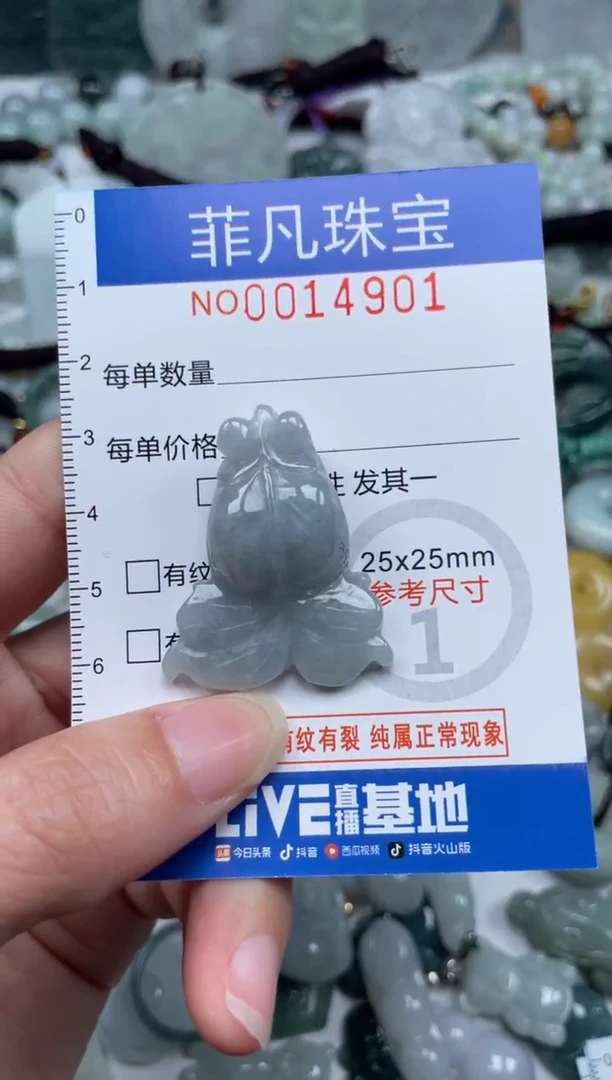 菲凡珠宝
NO0014901
0
1
每单数量
2
每单价格
3
发其一
4
有纹
25x25mm
参考尺寸
5
1
6
有纹有裂 纯属正常现象
LIVE直播基地
头条 今日头条 抖音 西瓜视频 抖音火山版